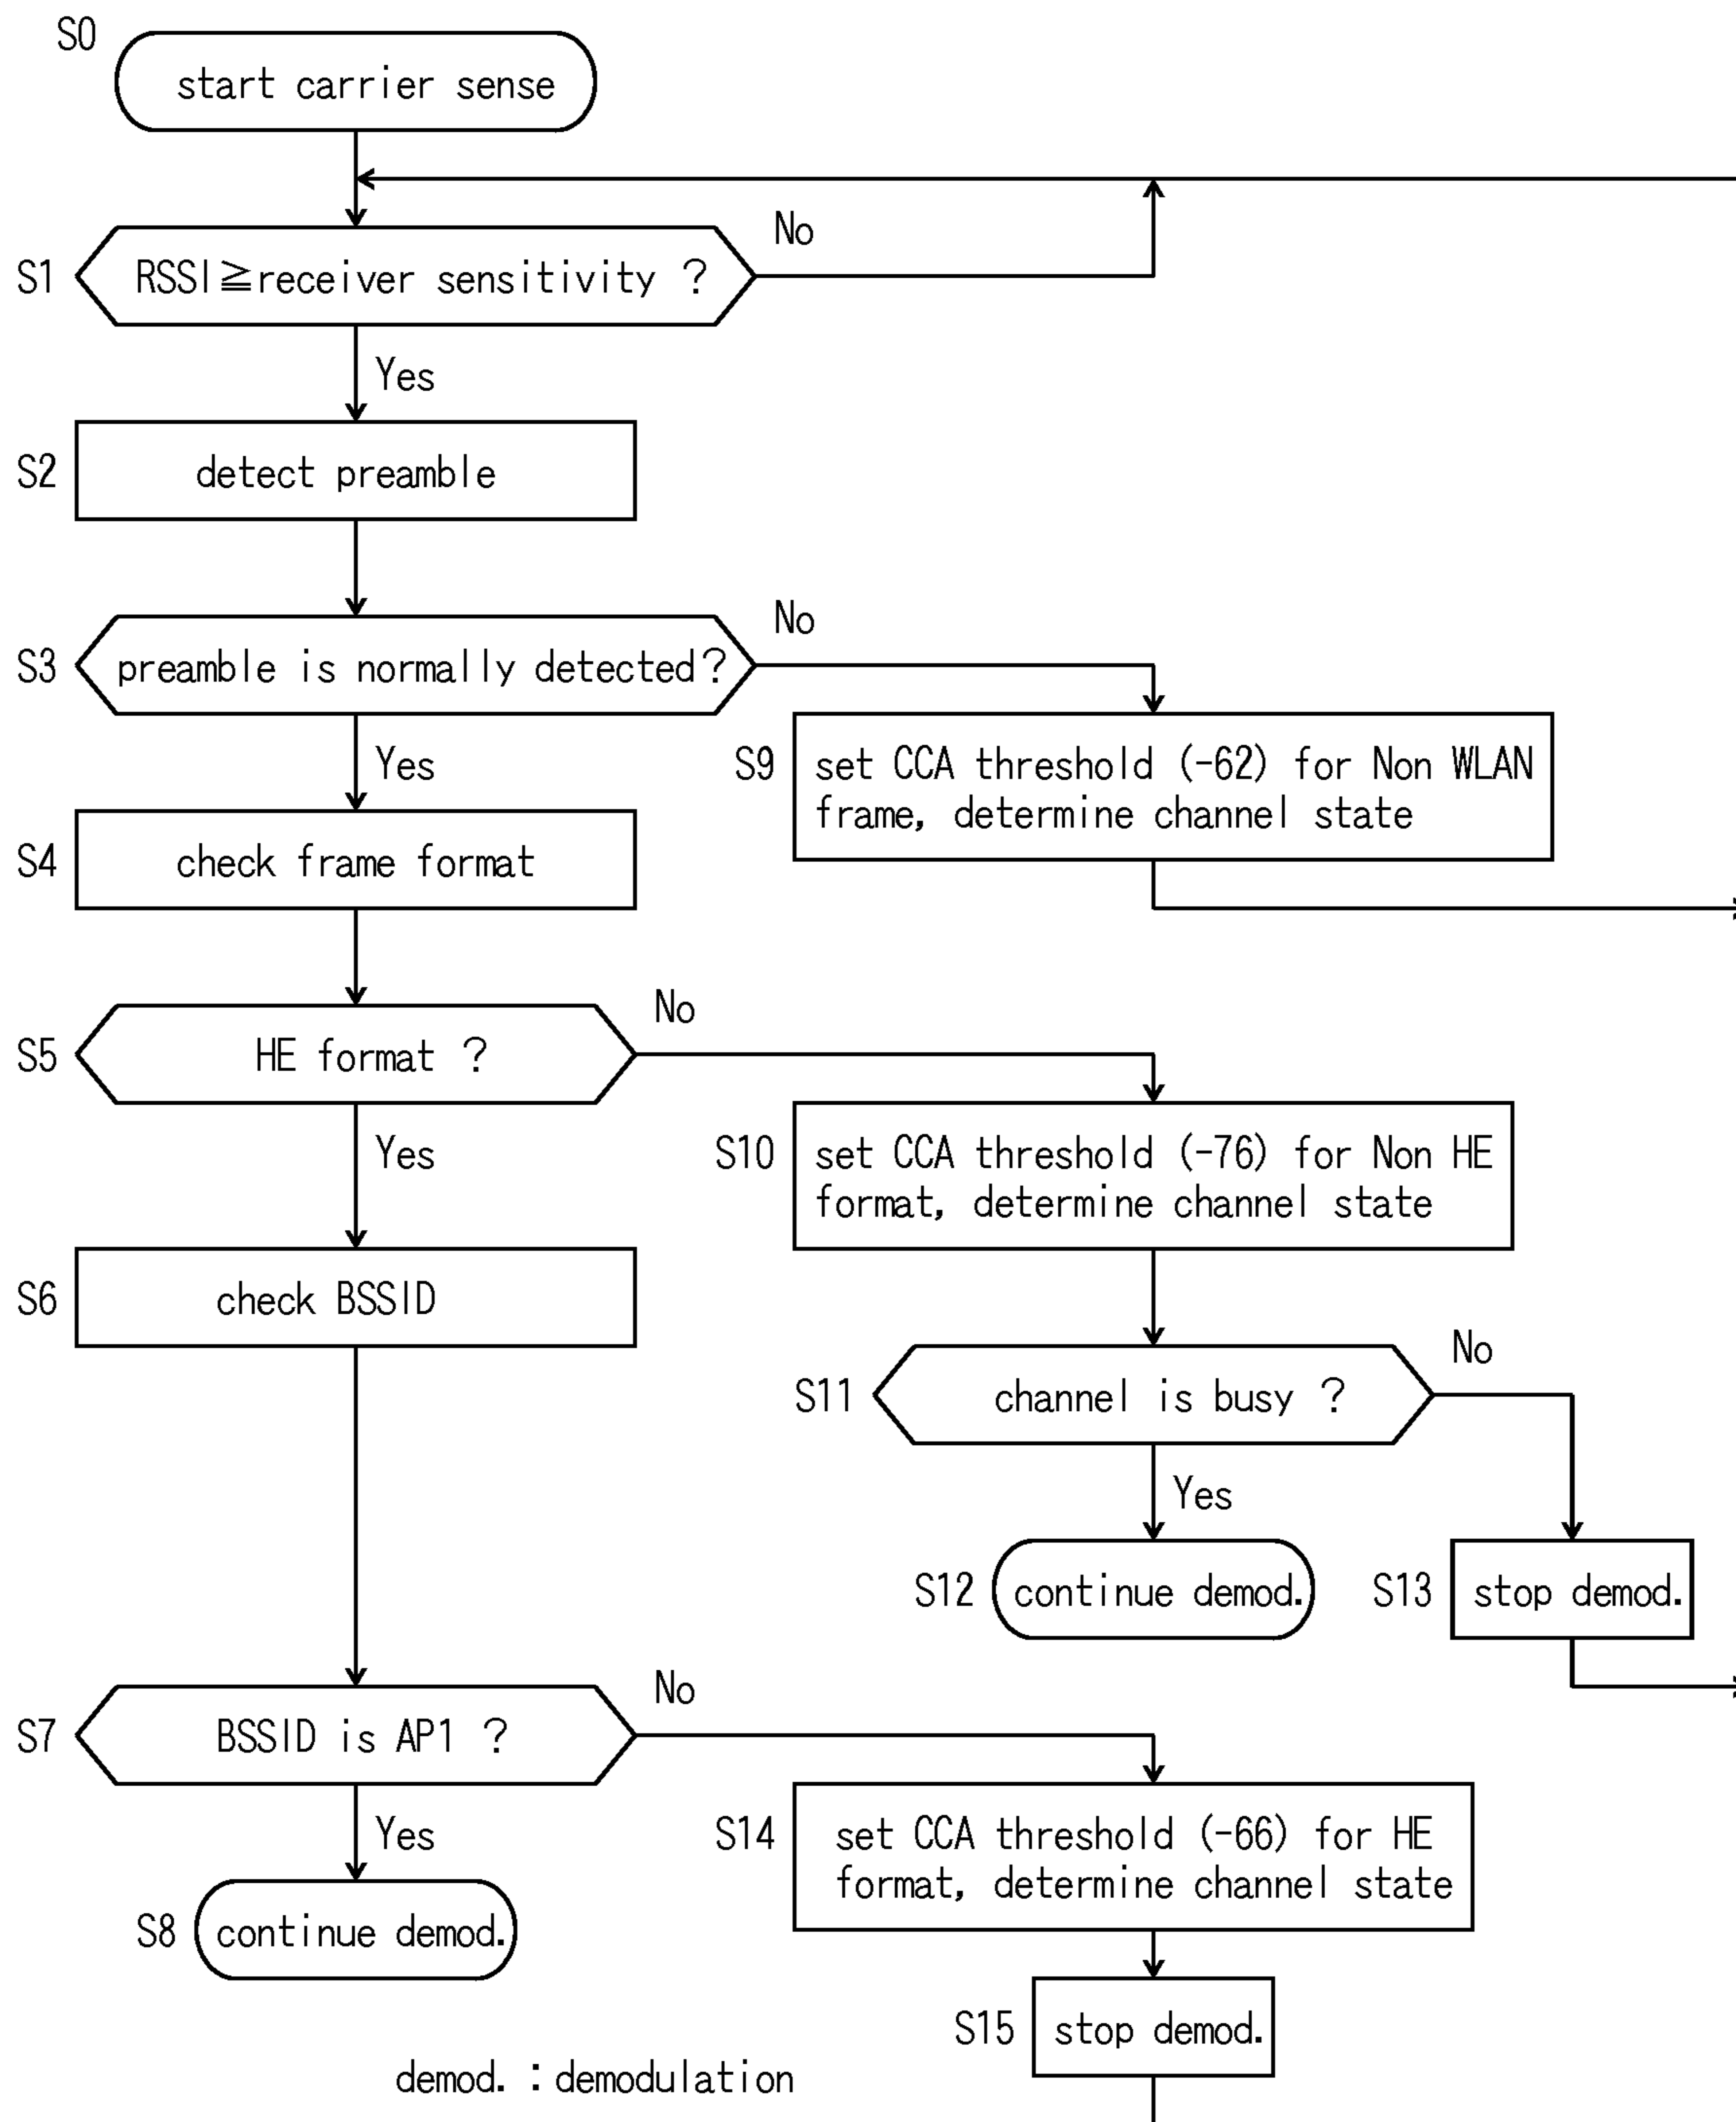 S0
start carrier sense
No
S1
RSSI≧receiver sensitivity ?
Yes
S2
detect preamble
No
S3
preamble is normally detected?
Yes
S9
set CCA threshold (-62) for Non WLAN
frame, determine channel state
S4
check frame format
No
S5
HE format ?
Yes
S10
set CCA threshold (-76) for Non HE
format, determine channel state
S6
check BSSID
No
S11
channel is busy ?
Yes
S12
continue demod.
S13
stop demod.
No
S7
BSSID is AP1 ?
Yes
S14
set CCA threshold (-66) for HE
format, determine channel state
S8
continue demod.
S15
stop demod.
demod. : demodulation